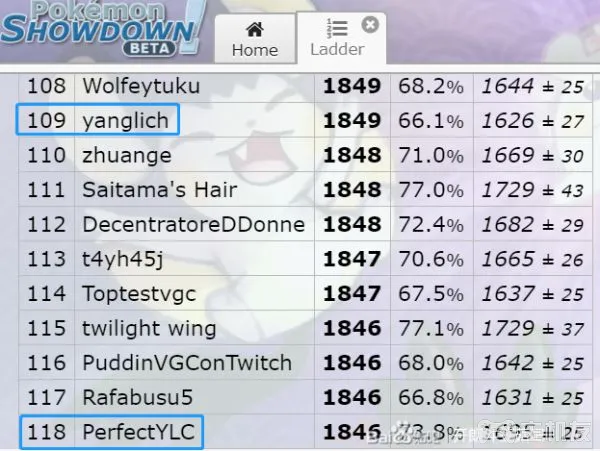 Pokémon
SHOWDOWN!
BETA
Home
Ladder
108 Wolfeytuku 1849 68.2% 1644 ± 25
109 yanglich 1849 66.1% 1626 ± 27
110 zhuange 1848 71.0% 1669 ± 30
111 Saitama's Hair 1848 77.0% 1729 ± 43
112 DecentratoreDDonne 1848 72.4% 1682 ± 29
113 t4yh45j 1847 70.6% 1665 ± 26
114 Toptestvgc 1847 67.5% 1637 ± 25
115 twilight wing 1846 77.1% 1729 ± 37
116 PuddinVGConTwitch 1846 68.0% 1642 ± 25
117 Rafabusu5 1846 66.8% 1631 ± 25
118 PerfectYLC 1846 73.8% 1695 ± 25